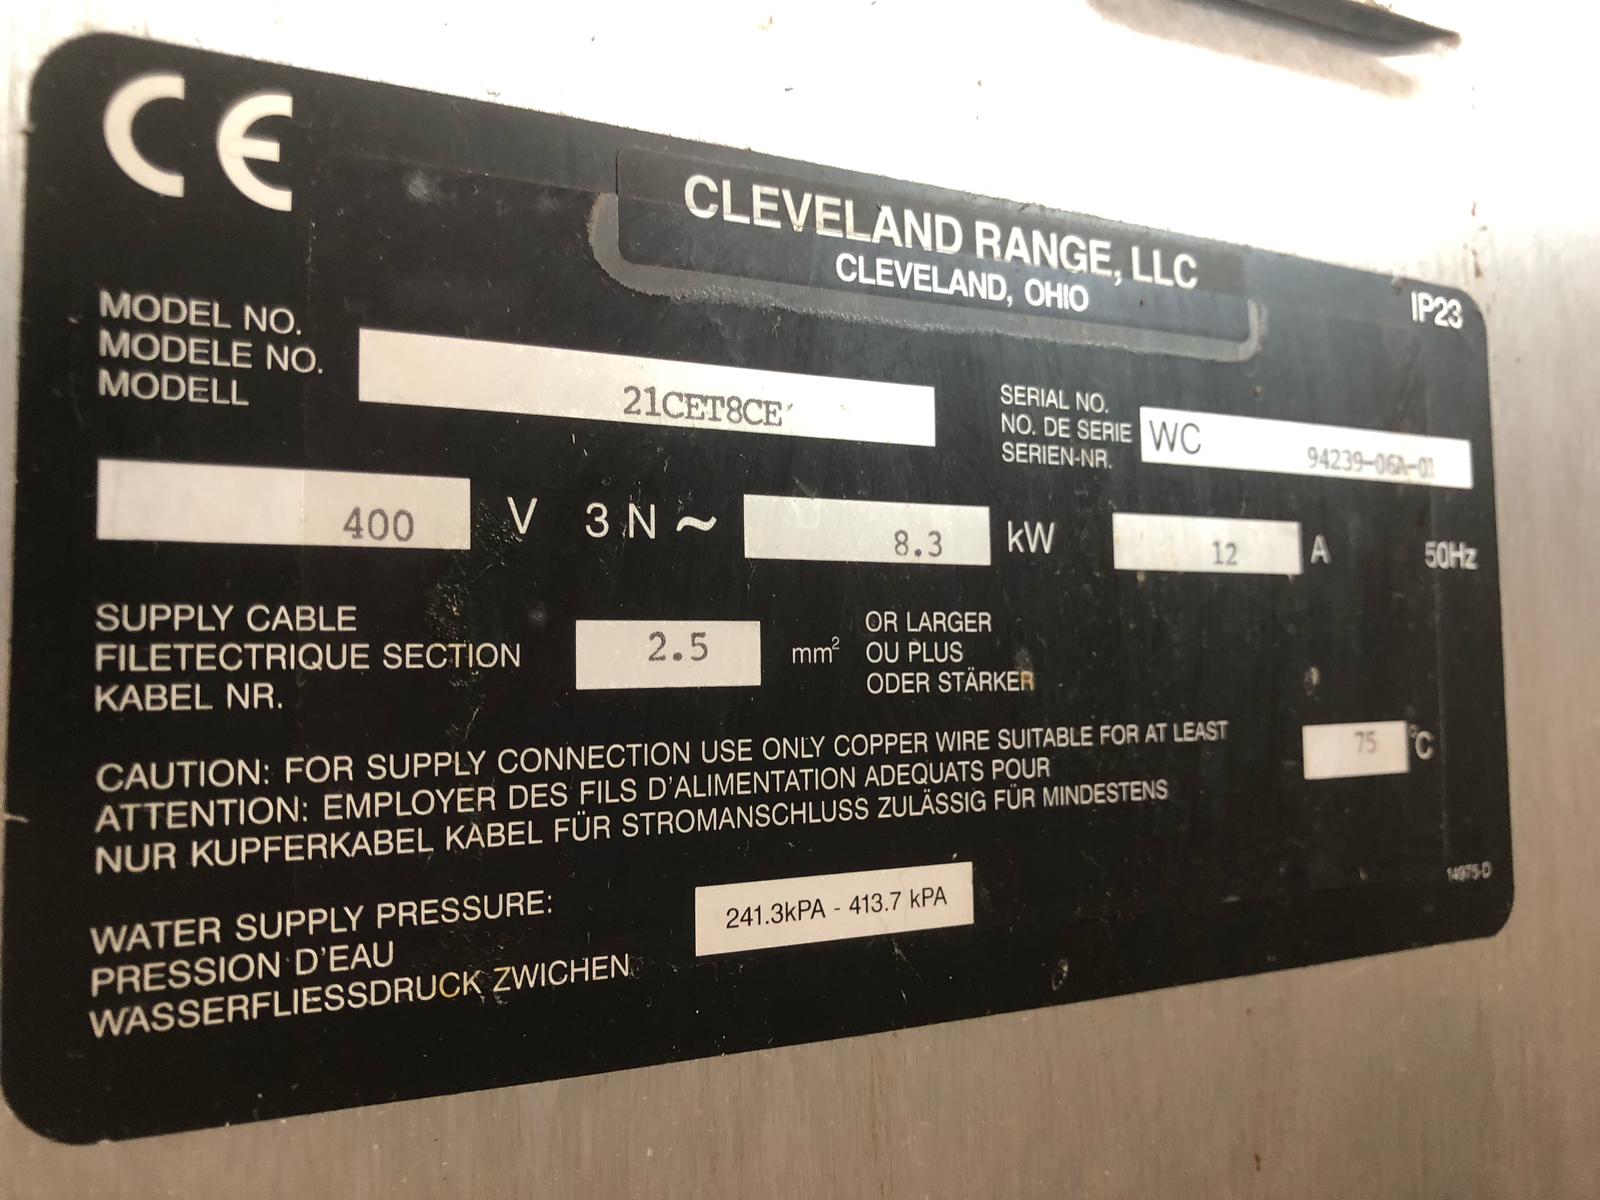 CE
CLEVELAND RANGE, LLC
CLEVELAND, OHIO
IP23
MODEL NO.
MODELE NO.
MODELL
21CET8CE
SERIAL NO.
NO. DE SERIE
SERIEN-NR.
WC 94239-06A-01
400 V 3 N ~ 8.3 kW 12 A 50Hz
SUPPLY CABLE
FILETECTRIQUE SECTION
KABEL NR.
2.5 mm²
OR LARGER
OU PLUS
ODER STÄRKER
CAUTION: FOR SUPPLY CONNECTION USE ONLY COPPER WIRE SUITABLE FOR AT LEAST
ATTENTION: EMPLOYER DES FILS D'ALIMENTATION ADEQUATS POUR
NUR KUPFERKABEL KABEL FÜR STROMANSCHLUSS ZULÄSSIG FÜR MINDESTENS
75 °C
14975-D
WATER SUPPLY PRESSURE:
PRESSION D'EAU
WASSERFLIESSDRUCK ZWICHEN
241.3kPA - 413.7 kPA